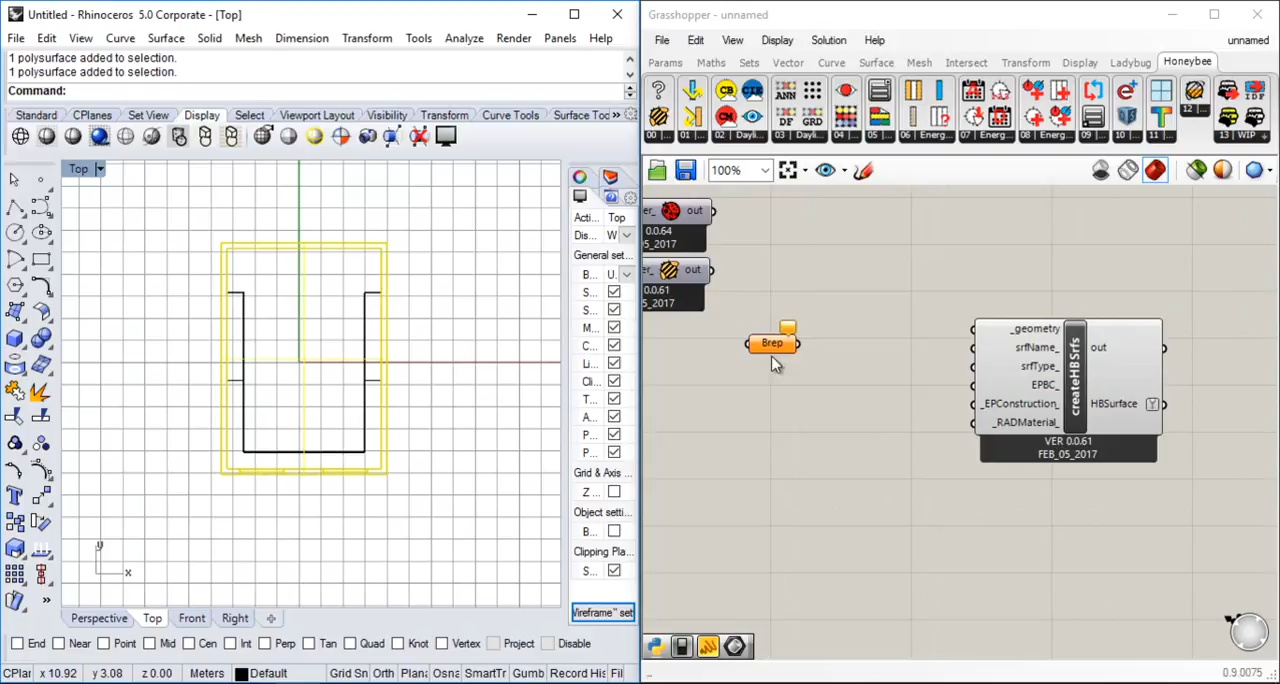 Untitled - Rhinoceros 5.0 Corporate - [Top]
File Edit View Curve Surface Solid Mesh Dimension Transform Tools Analyze Render Panels Help
1 polysurface added to selection.
1 polysurface added to selection.
Command:
Standard CPlanes Set View Display Select Viewport Layout Visibility Transform Curve Tools Surface Too »
Top
Acti... Top
Dis... W
General set...
B... U.
S...
S...
M...
C...
Li...
Cli...
T...
A...
P...
P...
Grid & Axis
Z ...
Object setti...
B...
Clipping Pla...
S...
Wireframe" set
y
x
Perspective Top Front Right
End Near Point Mid Cen Int Perp Tan Quad Knot Vertex Project Disable
CPlar x 10.92 y 3.08 z 0.00 Meters Default Grid Sn Orth Plana Osna SmartTr Gumb Record His F
Grasshopper - unnamed
File Edit View Display Solution Help unnamed
Params Maths Sets Vector Curve Surface Mesh Intersect Transform Display Ladybug Honeybee
ANN
DF GRD
CB
CM
IDF
00 |... 01 |... 02 | Dayli... 03 | Dayli... 04 |... 05 |... 06 | Energ... 07 | Energ... 08 | Energ... 09 |... 10 |... 11 |... 12 |... 13 | WIP
100%
er_ out
0.0.64
05_2017
er_ out
0.0.61
05_2017
Brep
_geometry
srfName_
srfType_
EPBC_
_EPConstruction_
_RADMaterial_
createHBSrfs
out
HBSurface
VER 0.0.61
FEB_05_2017
0.9.0075